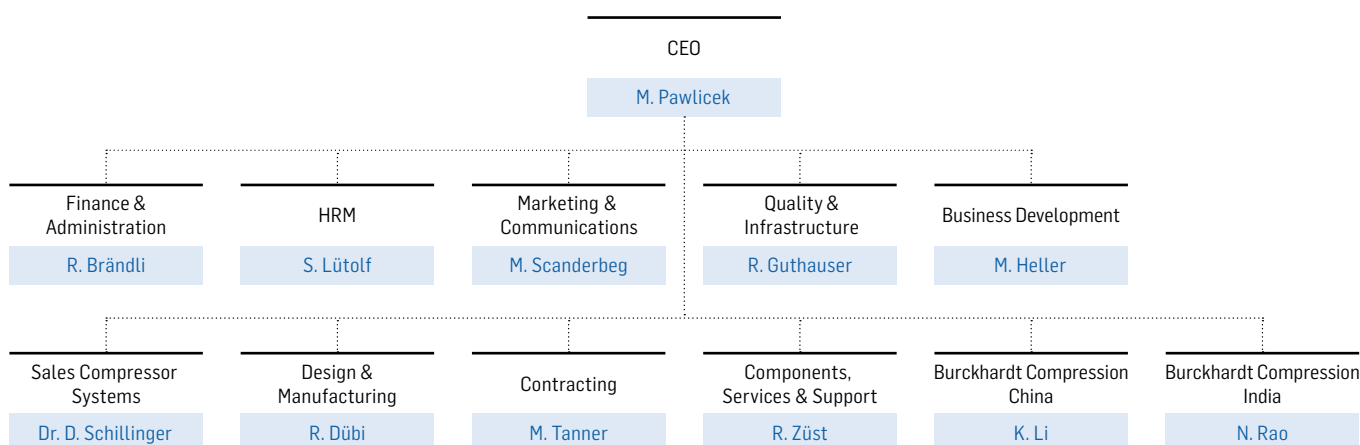 CEO
M. Pawlicek
Finance &
Administration
R. Brändli
HRM
S. Lütolf
Marketing &
Communications
M. Scanderbeg
Quality &
Infrastructure
R. Guthauser
Business Development
M. Heller
Sales Compressor
Systems
Dr. D. Schillinger
Design &
Manufacturing
R. Dübi
Contracting
M. Tanner
Components,
Services & Support
R. Züst
Burckhardt Compression
China
K. Li
Burckhardt Compression
India
N. Rao